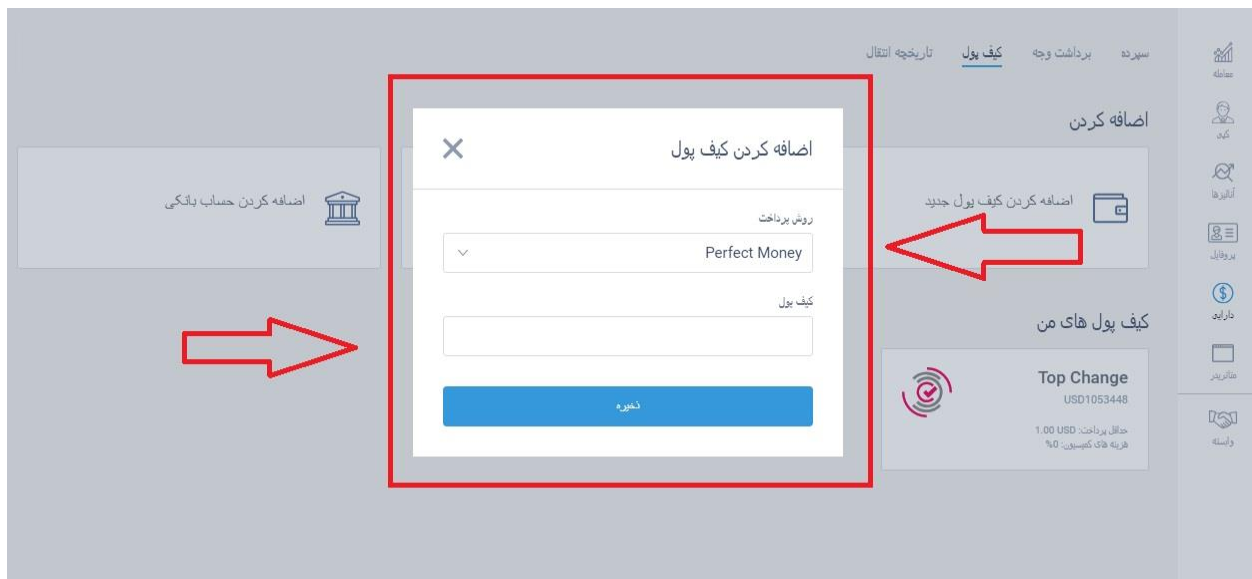 سپرده
برداشت وجه
کیف پول
تاریخچه انتقال
معامله
کپی
آنالیزها
پروفایل
دارایی
متاتریدر
وابسته
اضافه کردن
اضافه کردن کیف پول جدید
اضافه کردن حساب بانکی
اضافه کردن کیف پول
روش پرداخت
Perfect Money
کیف پول
ذخیره
کیف پول های من
Top Change
USD1053448
حداقل پرداخت: 1.00 USD
هزینه های کمیسیون: 0%